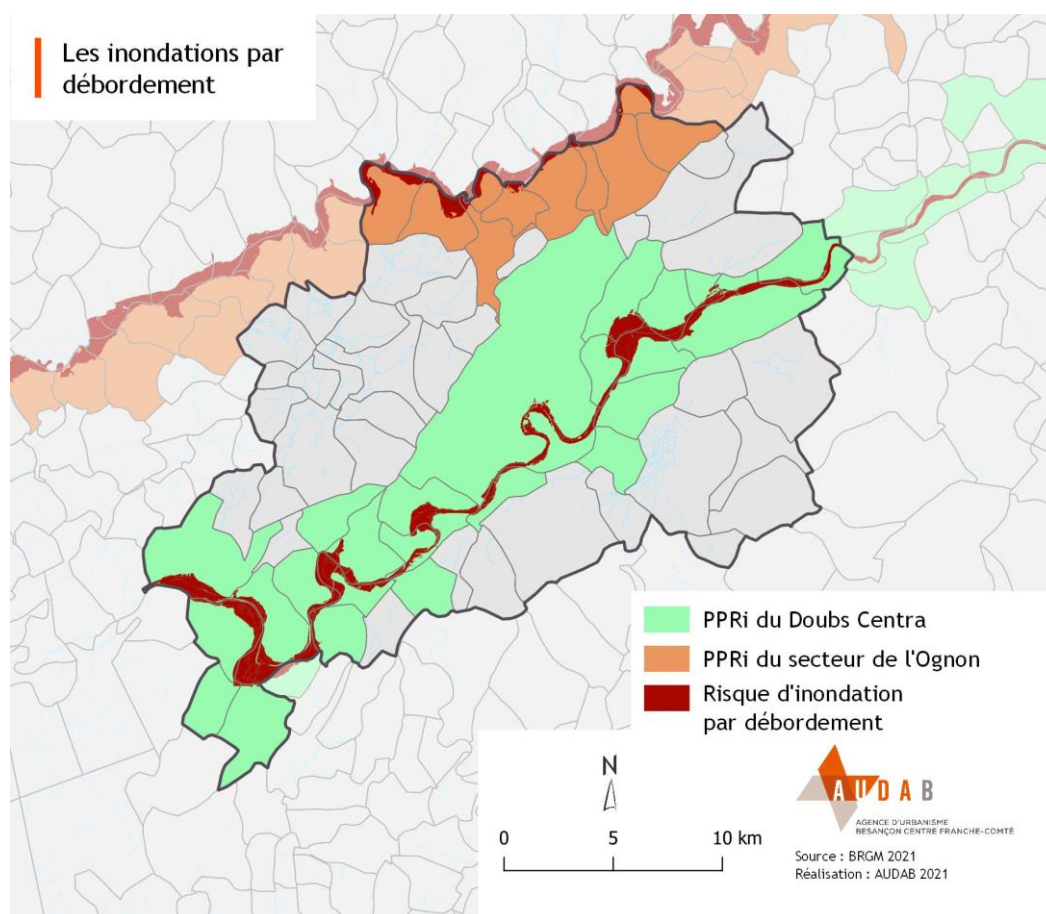 Les inondations par
débordement
PPRi du Doubs Centra
PPRi du secteur de l'Ognon
Risque d'inondation
par débordement
N
0 5 10 km
AUDAB
AGENCE D'URBANISME
BESANÇON CENTRE FRANCHE-COMTÉ
Source : BRGM 2021
Réalisation : AUDAB 2021